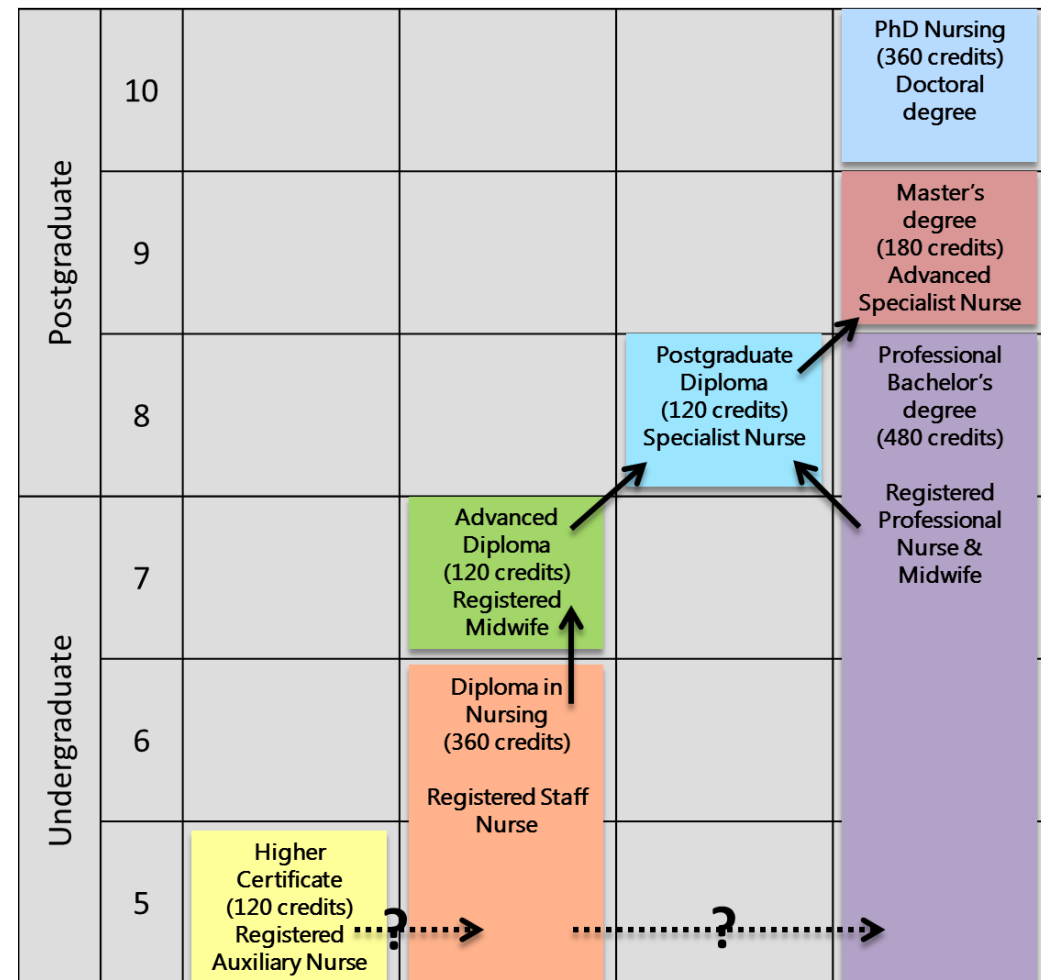 Postgraduate
10
PhD Nursing
(360 credits)
Doctoral
degree
9
Master’s
degree
(180 credits)
Advanced
Specialist Nurse
8
Postgraduate
Diploma
(120 credits)
Specialist Nurse
Professional
Bachelor’s
degree
(480 credits)
Registered
Professional
Nurse &
Midwife
Undergraduate
7
Advanced
Diploma
(120 credits)
Registered
Midwife
6
Diploma in
Nursing
(360 credits)
Registered Staff
Nurse
5
Higher
Certificate
(120 credits)
Registered
Auxiliary Nurse
?
?